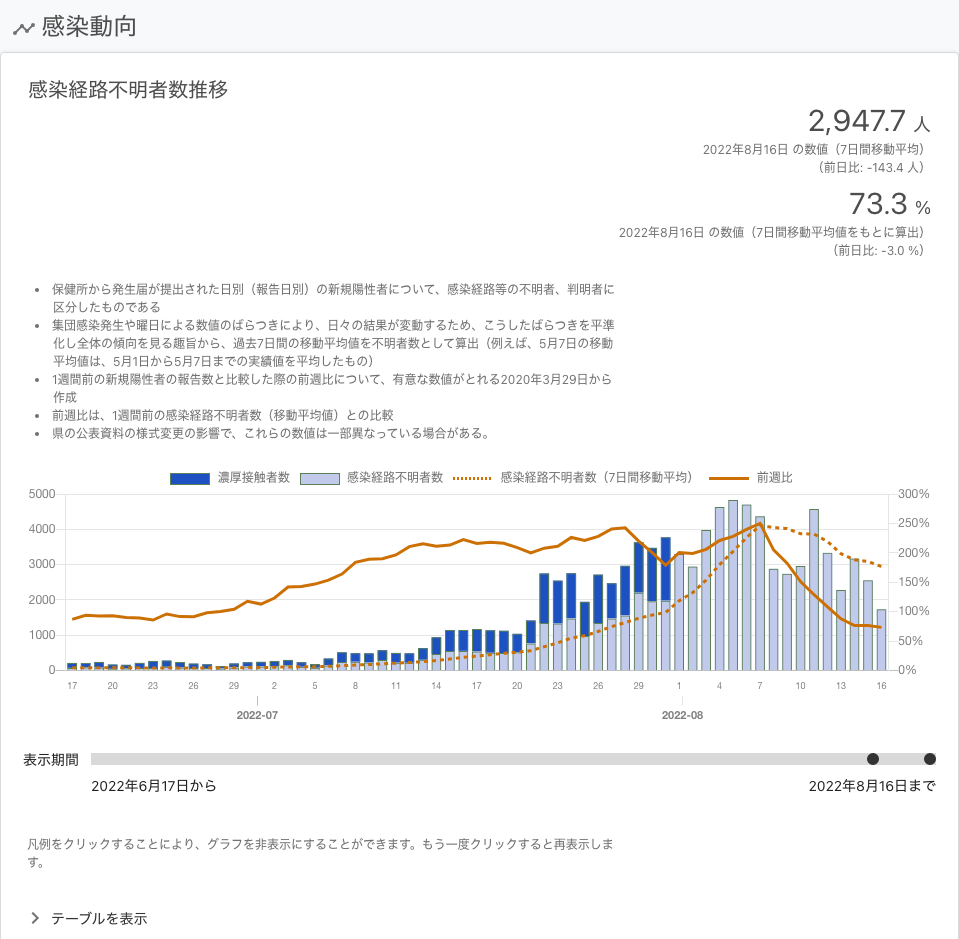 感染動向
感染経路不明者数推移
2,947.7 人
2022年8月16日 の数値（7日間移動平均）
（前日比: -143.4 人）
73.3 %
2022年8月16日 の数値（7日間移動平均値をもとに算出）
（前日比: -3.0 %）
• 保健所から発生届が提出された日別（報告日別）の新規陽性者について、感染経路等の不明者、判明者に
区分したものである
• 集団感染発生や曜日による数値のばらつきにより、日々の結果が変動するため、こうしたばらつきを平準
化し全体の傾向を見る趣旨から、過去7日間の移動平均値を不明者数として算出（例えば、5月7日の移動
平均値は、5月1日から5月7日までの実績値を平均したもの）
• 1週間前の新規陽性者の報告数と比較した際の前週比について、有意な数値がとれる2020年3月29日から
作成
• 前週比は、1週間前の感染経路不明者数（移動平均値）との比較
• 県の公表資料の様式変更の影響で、これらの数値は一部異なっている場合がある。
濃厚接触者数 感染経路不明者数 感染経路不明者数（7日間移動平均） 前週比
5000 300%
250%
4000
200%
3000
150%
2000
100%
1000
50%
0 0%
17 20 23 26 29 2 5 8 11 14 17 20 23 26 29 1 4 7 10 13 16
2022-07 2022-08
表示期間
2022年6月17日から 2022年8月16日まで
凡例をクリックすることにより、グラフを非表示にすることができます。もう一度クリックすると再表示しま
す。
テーブルを表示